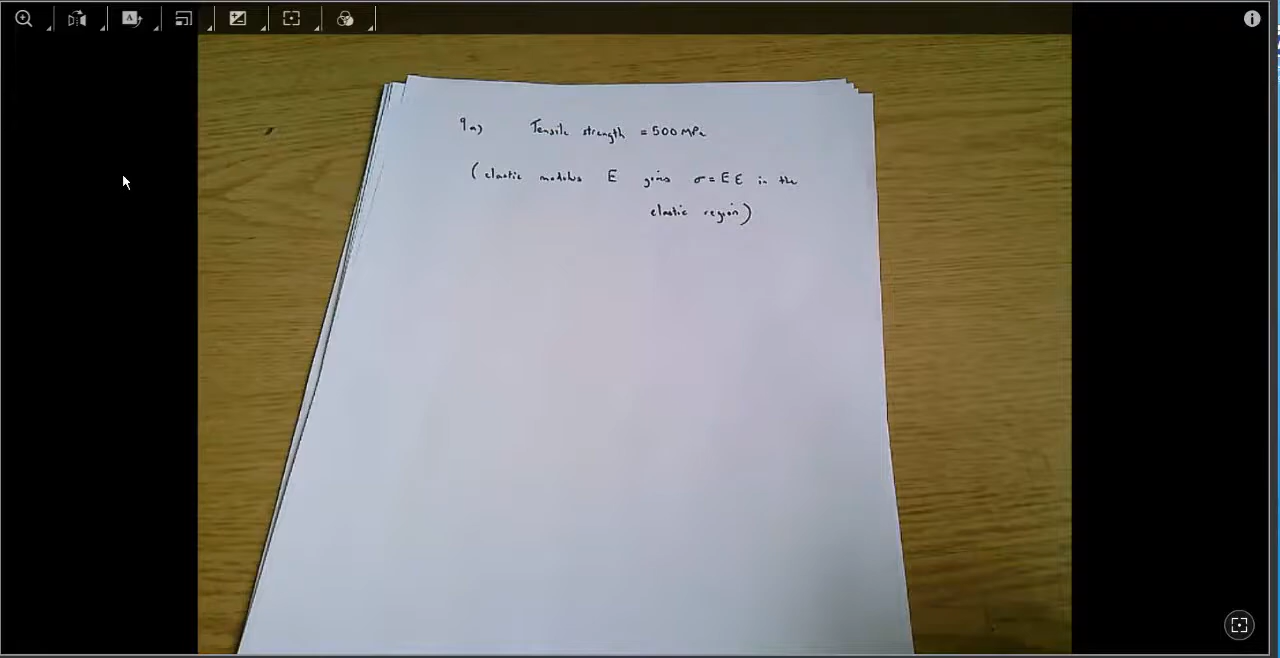 9a) Tensile strength = 500 MPa
(elastic modulus E gives σ = E ε in the
elastic region)